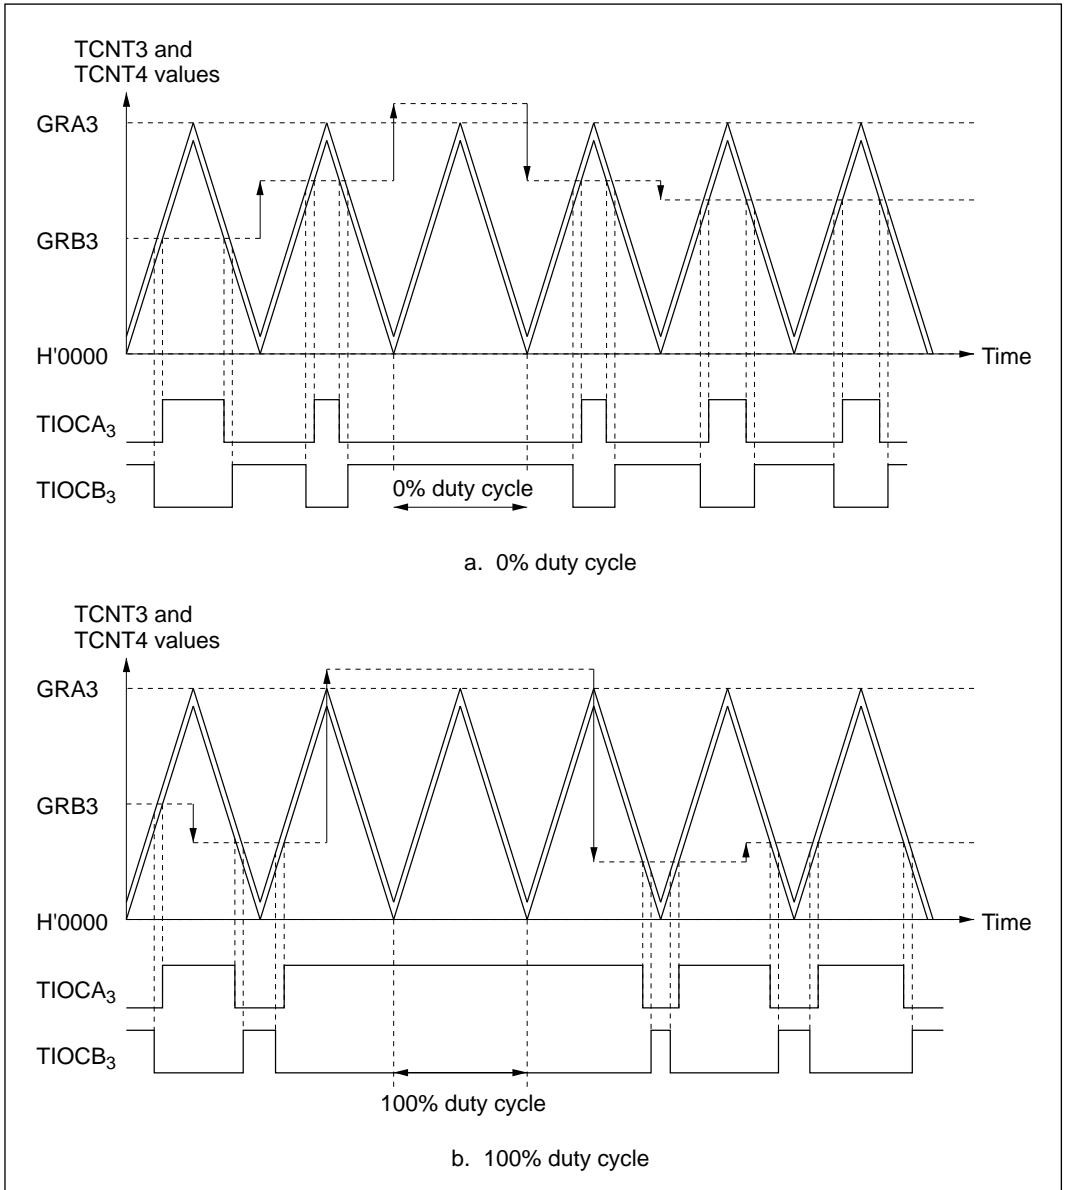 TCNT3 and
TCNT4 values
GRA3
GRB3
H'0000
Time
TIOCA3
TIOCB3
0% duty cycle
a. 0% duty cycle
TCNT3 and
TCNT4 values
GRA3
GRB3
H'0000
Time
TIOCA3
TIOCB3
100% duty cycle
b. 100% duty cycle